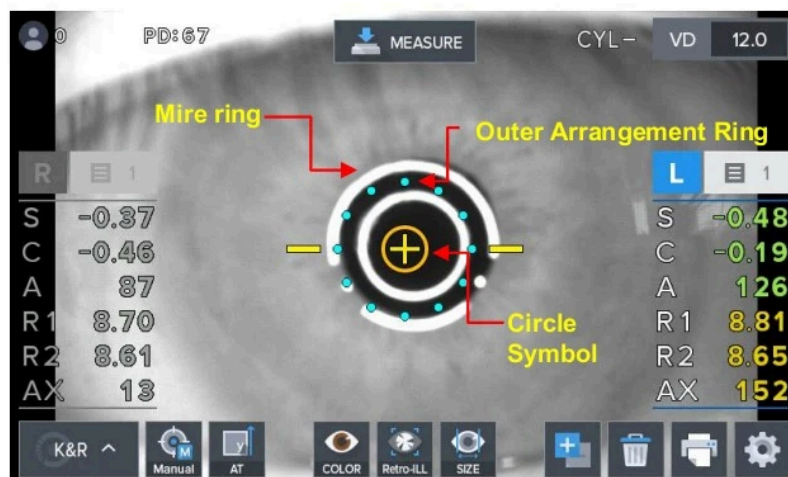 0 PD:67 MEASURE CYL- VD 12.0
Mire ring
Outer Arrangement Ring
R 1
L 1
S -0.37
C -0.46
A 87
R1 8.70
R2 8.61
AX 13
S -0.48
C -0.19
A 126
R1 8.81
R2 8.65
AX 152
Circle
Symbol
K&R
M
Manual
y
AT
COLOR
Retro-ILL
SIZE